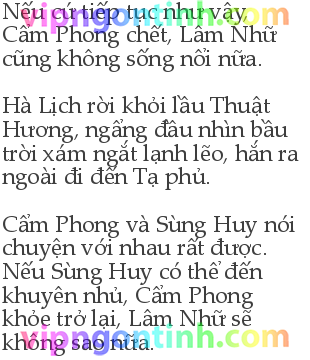 Nếu cứ tiếp tục như vậy,
Cẩm Phong chết, Lâm Nhữ
cũng không sống nổi nữa.
Hà Lịch rời khỏi lầu Thuật
Hương, ngẩng đầu nhìn bầu
trời xám ngắt lạnh lẽo, hắn ra
ngoài đi đến Tạ phủ.
Cẩm Phong và Sùng Huy nói
chuyện với nhau rất được.
Nếu Sùng Huy có thể đến
khuyên nhủ, Cẩm Phong
khỏe trở lại, Lâm Nhữ sẽ
không sao nữa.
vipngontinh.com
vipngontinh.com